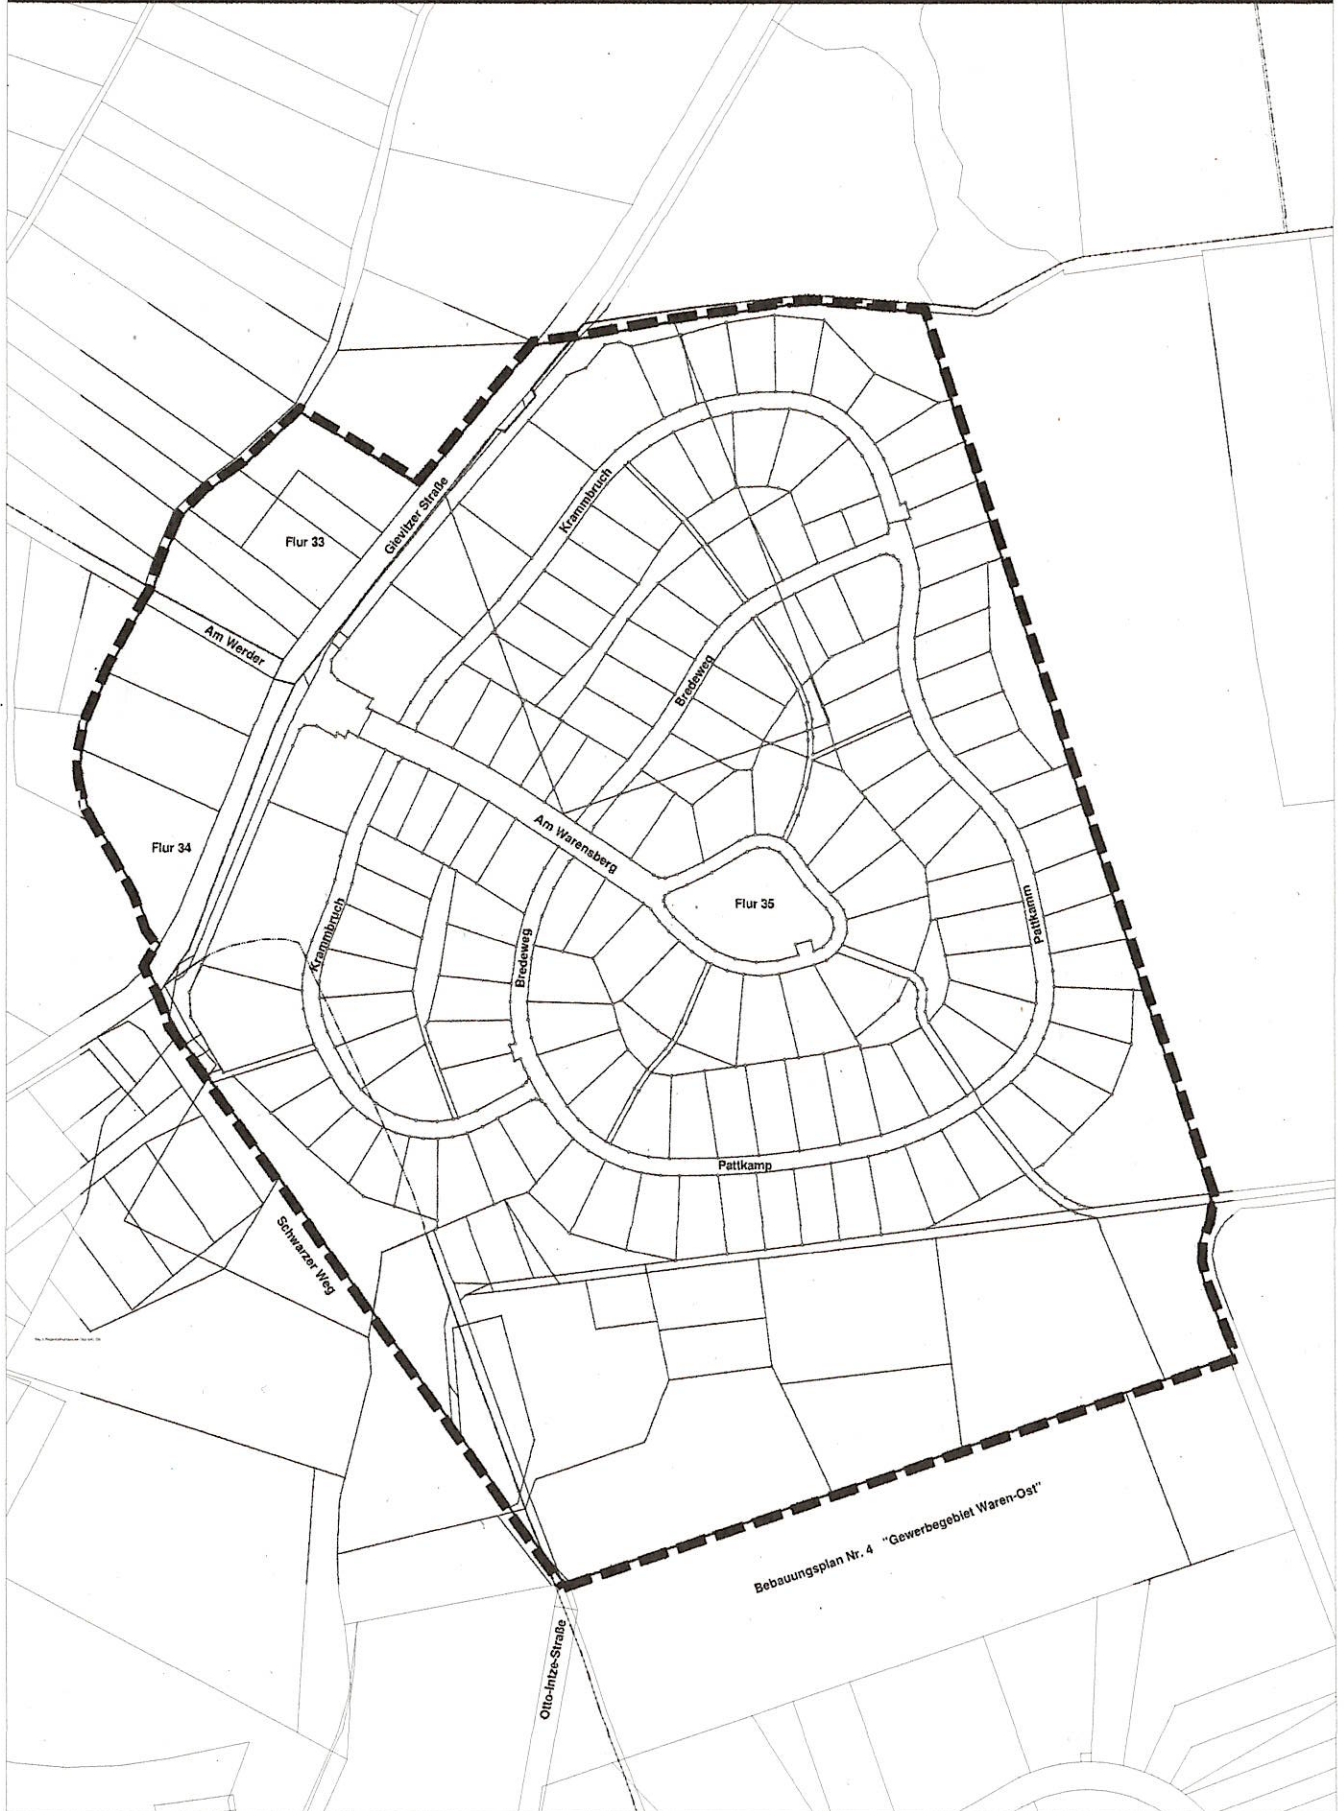 Krammbruch
Gievitzer Straße
Flur 33
Am Werder
Bredeweg
Am Warensberg
Flur 34
Flur 35
Krammbruch
Bredeweg
Pattkamm
Pattkamp
Schwarzer Weg
Bebauungsplan Nr. 4 "Gewerbegebiet Waren-Ost"
Otto-Intze-Straße